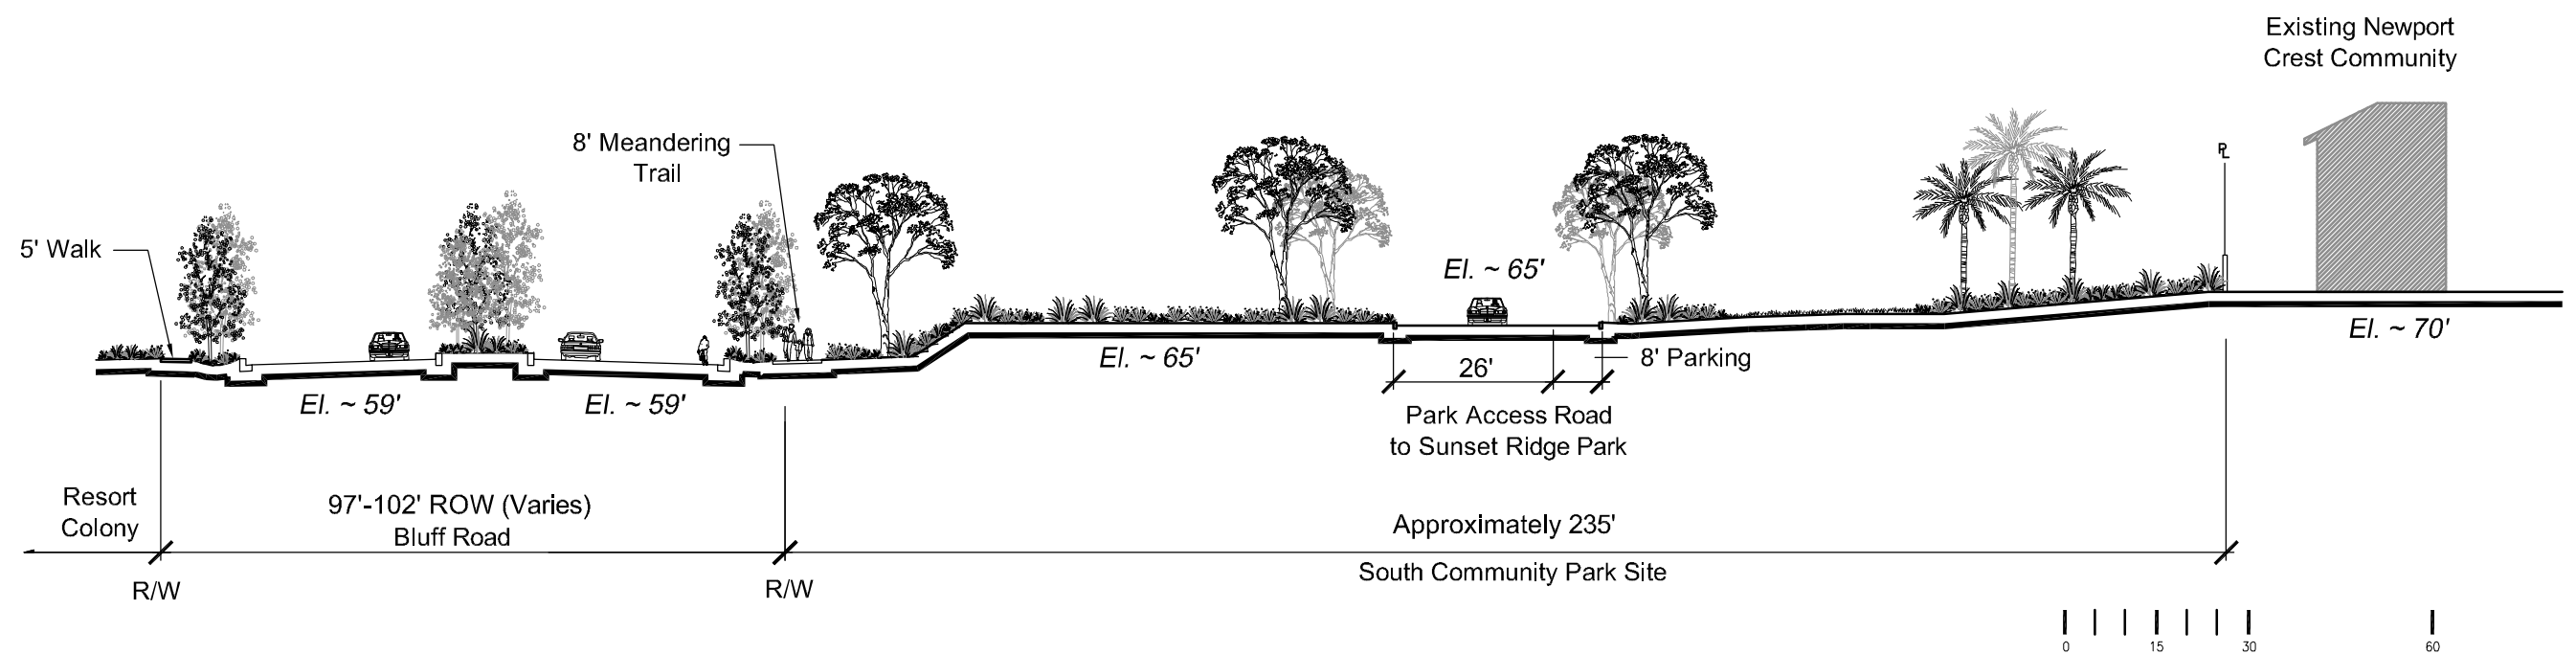 Existing Newport
Crest Community
8' Meandering
Trail
PL
5' Walk
El. ~ 65'
El. ~ 70'
El. ~ 65'
26'
8' Parking
El. ~ 59'
El. ~ 59'
Park Access Road
to Sunset Ridge Park
Resort
Colony
97'-102' ROW (Varies)
Bluff Road
Approximately 235'
South Community Park Site
R/W
R/W
0 15 30 60